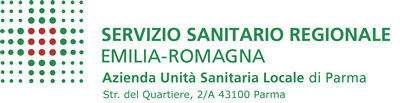 SERVIZIO SANITARIO REGIONALE
EMILIA-ROMAGNA
Azienda Unità Sanitaria Locale di Parma
Str. del Quartiere, 2/A 43100 Parma